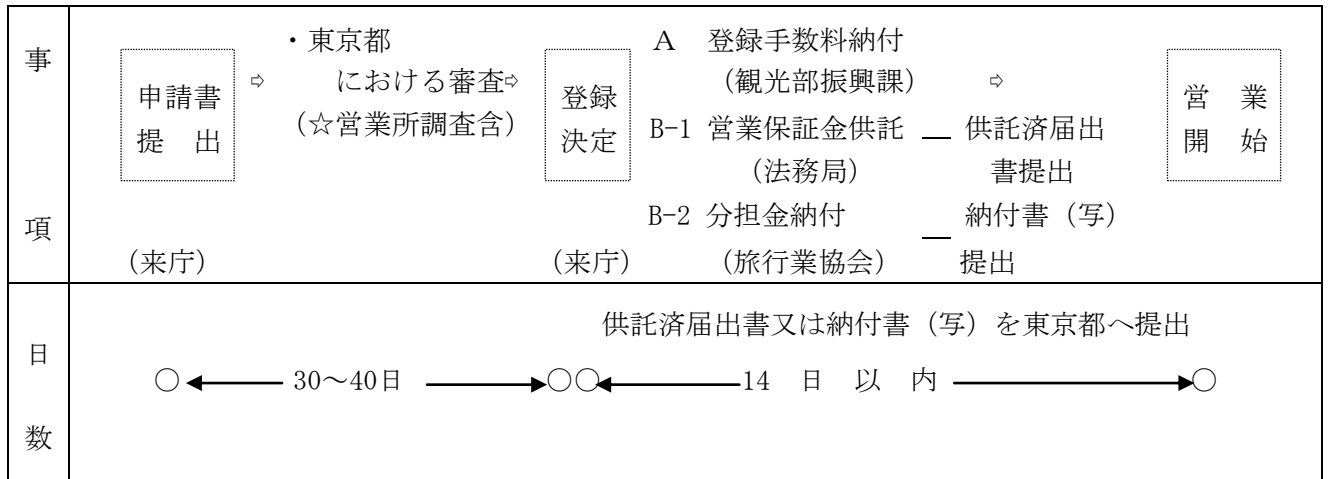 事
項
申請書
提 出
(来庁)
⇨
・東京都
における審査⇨
(☆営業所調査含)
登録
決定
(来庁)
A 登録手数料納付
(観光部振興課) ⇨
B-1 営業保証金供託 ― 供託済届出
(法務局) 書提出
B-2 分担金納付 ― 納付書(写)
(旅行業協会) 提出
営 業
開 始
日
数
供託済届出書又は納付書(写)を東京都へ提出
○ 30～40日 ○○ 14 日 以 内 ○